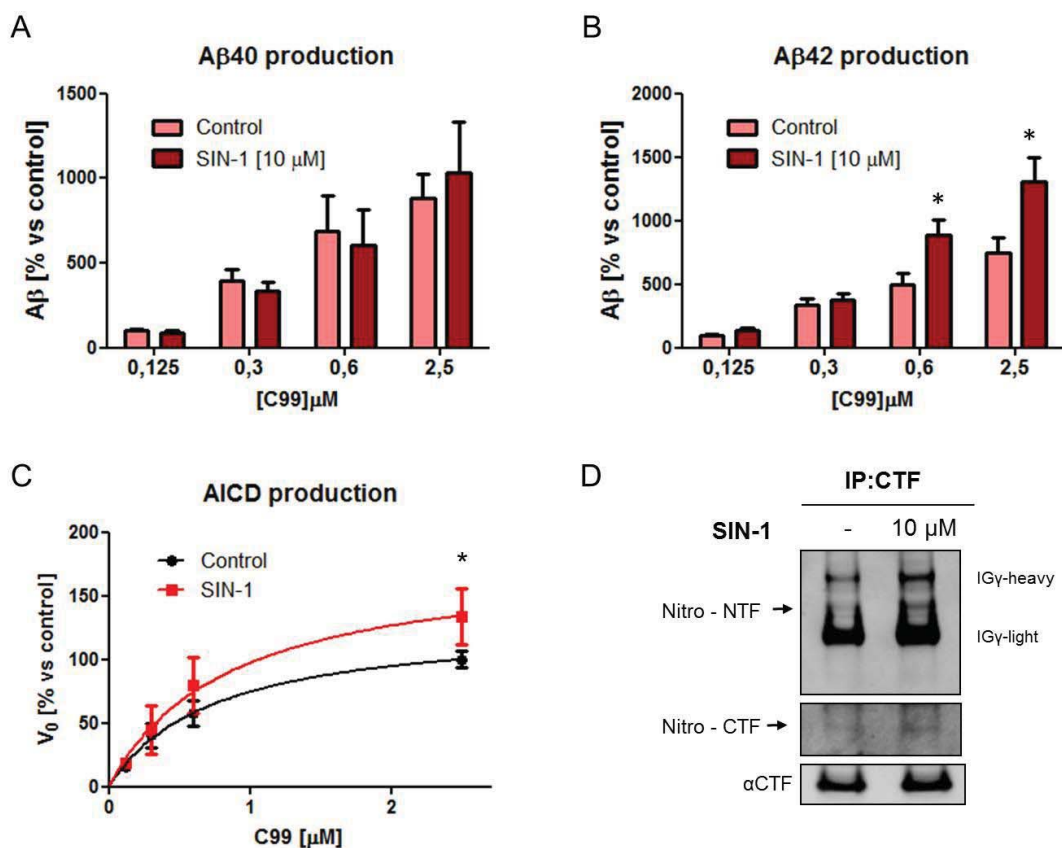 A
Aβ40 production
Aβ [% vs control]
1500
1000
500
0
Control
SIN-1 [10 μM]
0,125 0,3 0,6 2,5
[C99]μM
B
Aβ42 production
Aβ [% vs control]
2000
1500
1000
500
0
Control
SIN-1 [10 μM]
*
*
0,125 0,3 0,6 2,5
[C99]μM
C
AICD production
V0 [% vs control]
200
150
100
50
0
Control
SIN-1
*
0 1 2
C99 [μM]
D
IP:CTF
SIN-1 - 10 μM
IGγ-heavy
Nitro - NTF
IGγ-light
Nitro - CTF
αCTF